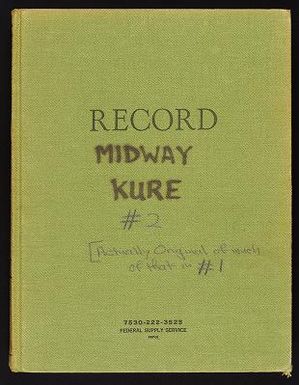 RECORD
MIDWAY
KURE
#2
[Actually Original of much
of that in #1
7530-222-3525
FEDERAL SUPPLY SERVICE